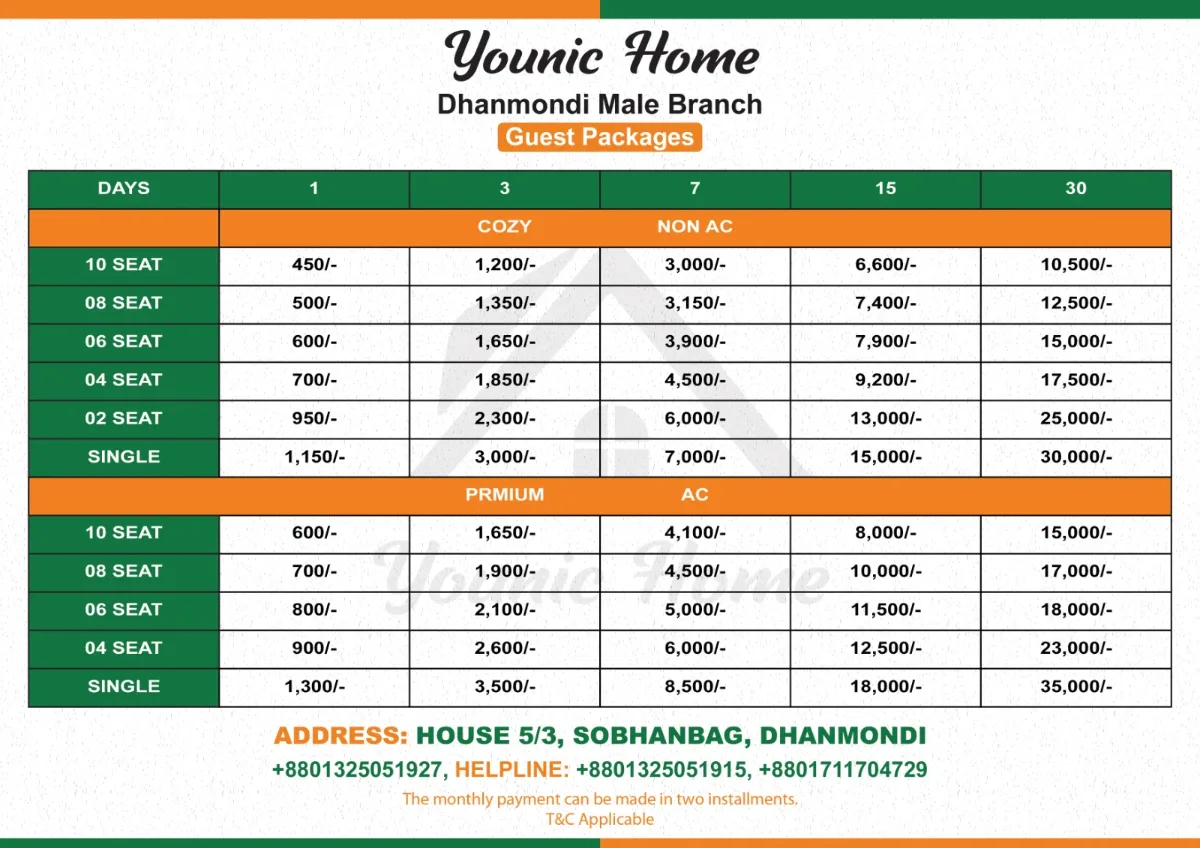 Younic Home
Dhanmondi Male Branch
Guest Packages
DAYS 1 3 7 15 30
COZY NON AC
10 SEAT 450/- 1,200/- 3,000/- 6,600/- 10,500/-
08 SEAT 500/- 1,350/- 3,150/- 7,400/- 12,500/-
06 SEAT 600/- 1,650/- 3,900/- 7,900/- 15,000/-
04 SEAT 700/- 1,850/- 4,500/- 9,200/- 17,500/-
02 SEAT 950/- 2,300/- 6,000/- 13,000/- 25,000/-
SINGLE 1,150/- 3,000/- 7,000/- 15,000/- 30,000/-
PRMIUM AC
10 SEAT 600/- 1,650/- 4,100/- 8,000/- 15,000/-
08 SEAT 700/- 1,900/- 4,500/- 10,000/- 17,000/-
06 SEAT 800/- 2,100/- 5,000/- 11,500/- 18,000/-
04 SEAT 900/- 2,600/- 6,000/- 12,500/- 23,000/-
SINGLE 1,300/- 3,500/- 8,500/- 18,000/- 35,000/-
Younic Home
ADDRESS: HOUSE 5/3, SOBHANBAG, DHANMONDI
+8801325051927, HELPLINE: +8801325051915, +8801711704729
The monthly payment can be made in two installments.
T&C Applicable